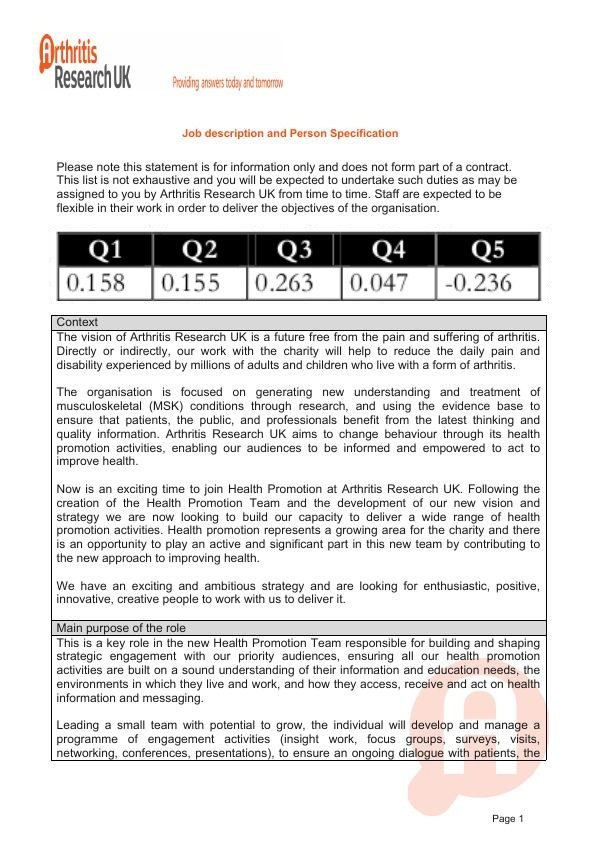 Arthritis
Research UK
Providing answers today and tomorrow
Job description and Person Specification
Please note this statement is for information only and does not form part of a contract.
This list is not exhaustive and you will be expected to undertake such duties as may be
assigned to you by Arthritis Research UK from time to time. Staff are expected to be
flexible in their work in order to deliver the objectives of the organisation.
Q1 Q2 Q3 Q4 Q5
0.158 0.155 0.263 0.047 -0.236
Context
The vision of Arthritis Research UK is a future free from the pain and suffering of arthritis.
Directly or indirectly, our work with the charity will help to reduce the daily pain and
disability experienced by millions of adults and children who live with a form of arthritis.
The organisation is focused on generating new understanding and treatment of
musculoskeletal (MSK) conditions through research, and using the evidence base to
ensure that patients, the public, and professionals benefit from the latest thinking and
quality information. Arthritis Research UK aims to change behaviour through its health
promotion activities, enabling our audiences to be informed and empowered to act to
improve health.
Now is an exciting time to join Health Promotion at Arthritis Research UK. Following the
creation of the Health Promotion Team and the development of our new vision and
strategy we are now looking to build our capacity to deliver a wide range of health
promotion activities. Health promotion represents a growing area for the charity and there
is an opportunity to play an active and significant part in this new team by contributing to
the new approach to improving health.
We have an exciting and ambitious strategy and are looking for enthusiastic, positive,
innovative, creative people to work with us to deliver it.
Main purpose of the role
This is a key role in the new Health Promotion Team responsible for building and shaping
strategic engagement with our priority audiences, ensuring all our health promotion
activities are built on a sound understanding of their information and education needs, the
environments in which they live and work, and how they access, receive and act on health
information and messaging.
Leading a small team with potential to grow, the individual will develop and manage a
programme of engagement activities (insight work, focus groups, surveys, visits,
networking, conferences, presentations), to ensure an ongoing dialogue with patients, the
Page 1